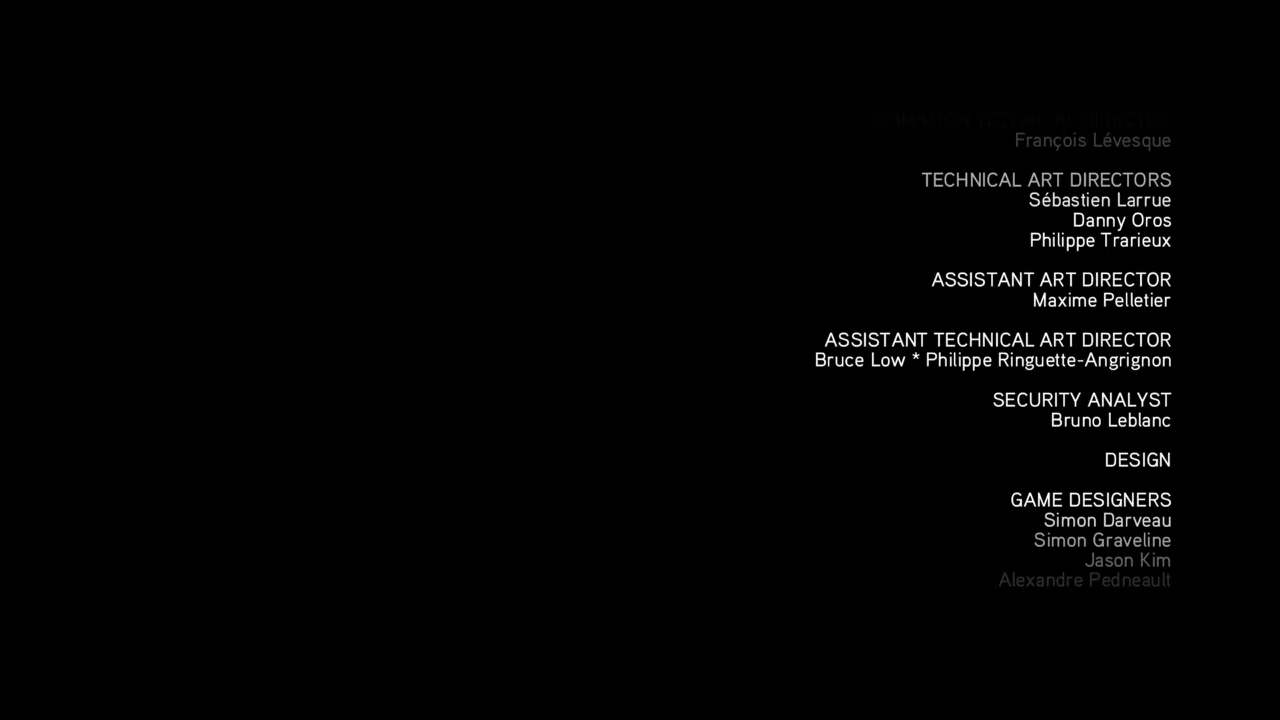 François Lévesque
TECHNICAL ART DIRECTORS
Sébastien Larrue
Danny Oros
Philippe Trarieux
ASSISTANT ART DIRECTOR
Maxime Pelletier
ASSISTANT TECHNICAL ART DIRECTOR
Bruce Low * Philippe Ringuette-Angrignon
SECURITY ANALYST
Bruno Leblanc
DESIGN
GAME DESIGNERS
Simon Darveau
Simon Graveline
Jason Kim
Alexandre Pedneault